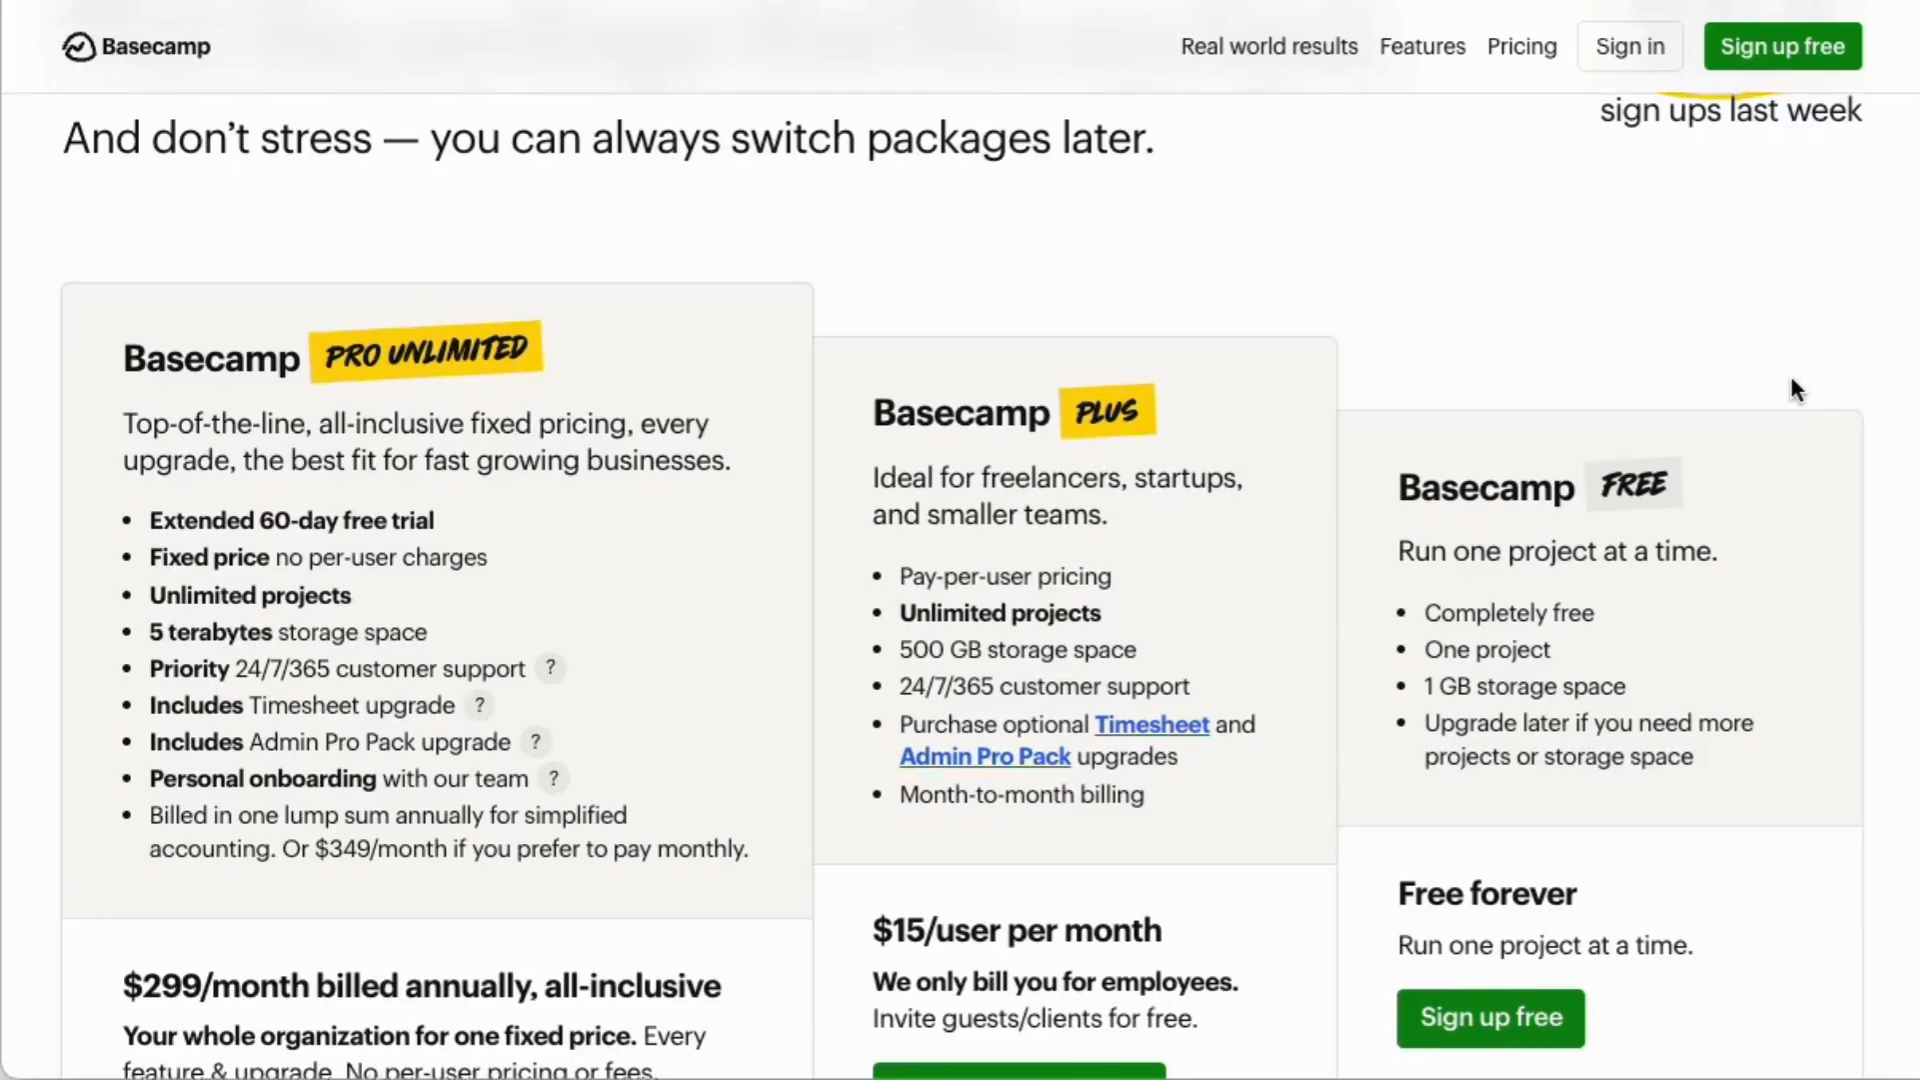 Basecamp
Real world results
Features
Pricing
Sign in
Sign up free
sign ups last week
And don’t stress — you can always switch packages later.
Basecamp PRO UNLIMITED
Top-of-the-line, all-inclusive fixed pricing, every
upgrade, the best fit for fast growing businesses.
• Extended 60-day free trial
• Fixed price no per-user charges
• Unlimited projects
• 5 terabytes storage space
• Priority 24/7/365 customer support ?
• Includes Timesheet upgrade ?
• Includes Admin Pro Pack upgrade ?
• Personal onboarding with our team ?
• Billed in one lump sum annually for simplified
accounting. Or $349/month if you prefer to pay monthly.
$299/month billed annually, all-inclusive
Your whole organization for one fixed price. Every
feature & upgrade. No per-user pricing or fees.
Basecamp PLUS
Ideal for freelancers, startups,
and smaller teams.
• Pay-per-user pricing
• Unlimited projects
• 500 GB storage space
• 24/7/365 customer support
• Purchase optional Timesheet and
Admin Pro Pack upgrades
• Month-to-month billing
$15/user per month
We only bill you for employees.
Invite guests/clients for free.
Basecamp FREE
Run one project at a time.
• Completely free
• One project
• 1 GB storage space
• Upgrade later if you need more
projects or storage space
Free forever
Run one project at a time.
Sign up free